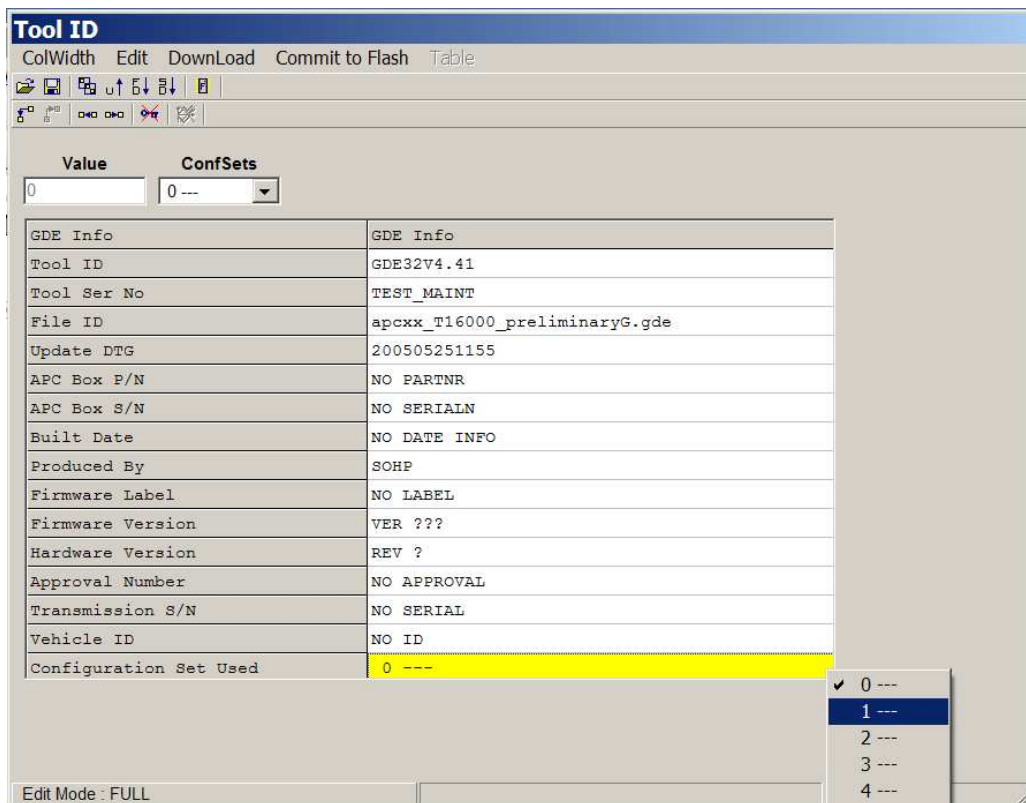 Tool ID
ColWidth Edit DownLoad Commit to Flash Table
Value ConfSets
0 0 ---
GDE Info GDE Info
Tool ID GDE32V4.41
Tool Ser No TEST_MAINT
File ID apcxx_T16000_preliminaryG.gde
Update DTG 200505251155
APC Box P/N NO PARTNR
APC Box S/N NO SERIALN
Built Date NO DATE INFO
Produced By SOHP
Firmware Label NO LABEL
Firmware Version VER ???
Hardware Version REV ?
Approval Number NO APPROVAL
Transmission S/N NO SERIAL
Vehicle ID NO ID
Configuration Set Used 0 ---
0 ---
1 ---
2 ---
3 ---
4 ---
Edit Mode : FULL